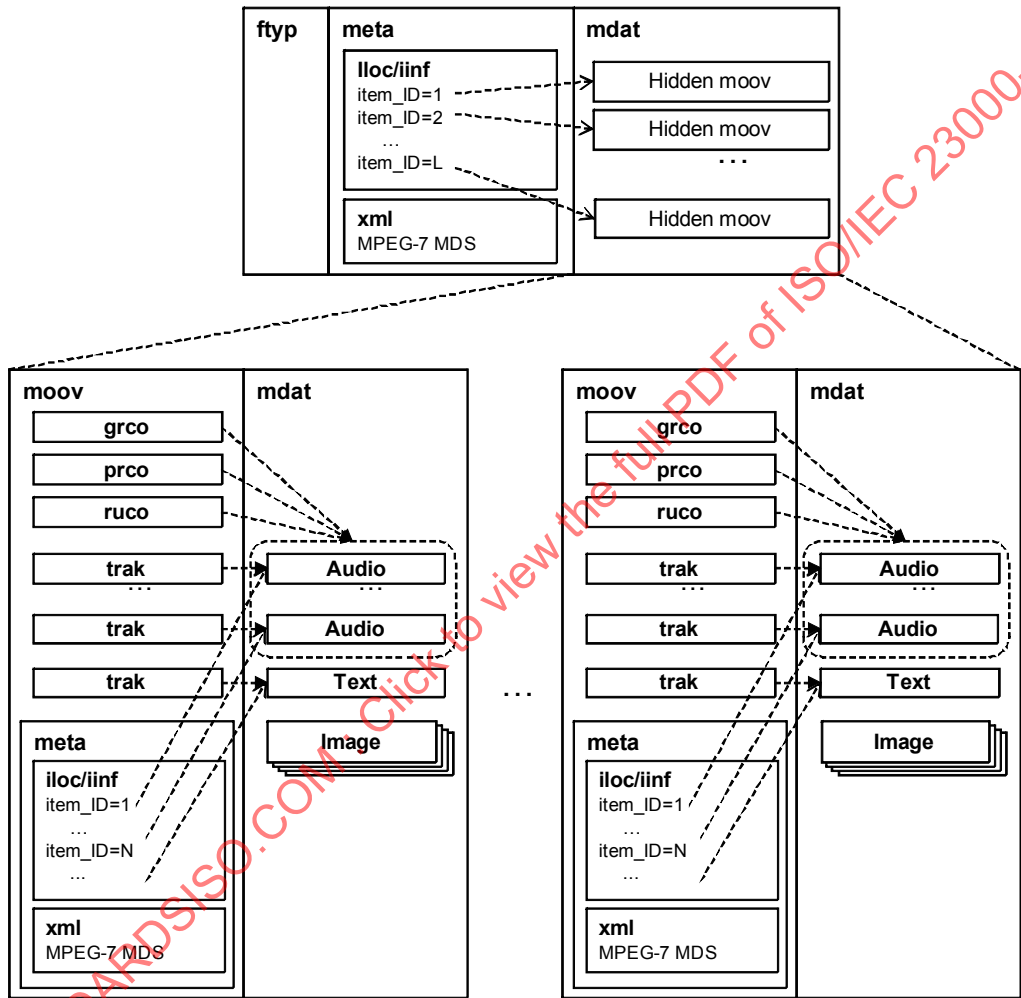 ftyp
meta
mdat
lloc/iinf
item_ID=1
item_ID=2
...
item_ID=L
xml
MPEG-7 MDS
Hidden moov
Hidden moov
...
Hidden moov
moov
mdat
grco
prco
ruco
trak
...
trak
trak
Audio
...
Audio
Text
Image
meta
iloc/iinf
item_ID=1
...
item_ID=N
...
xml
MPEG-7 MDS
...
moov
mdat
grco
prco
ruco
trak
...
trak
trak
Audio
...
Audio
Text
Image
meta
iloc/iinf
item_ID=1
...
item_ID=N
...
xml
MPEG-7 MDS
ARDSISO.COM : Click to view the full PDF of ISO/IEC 23000-